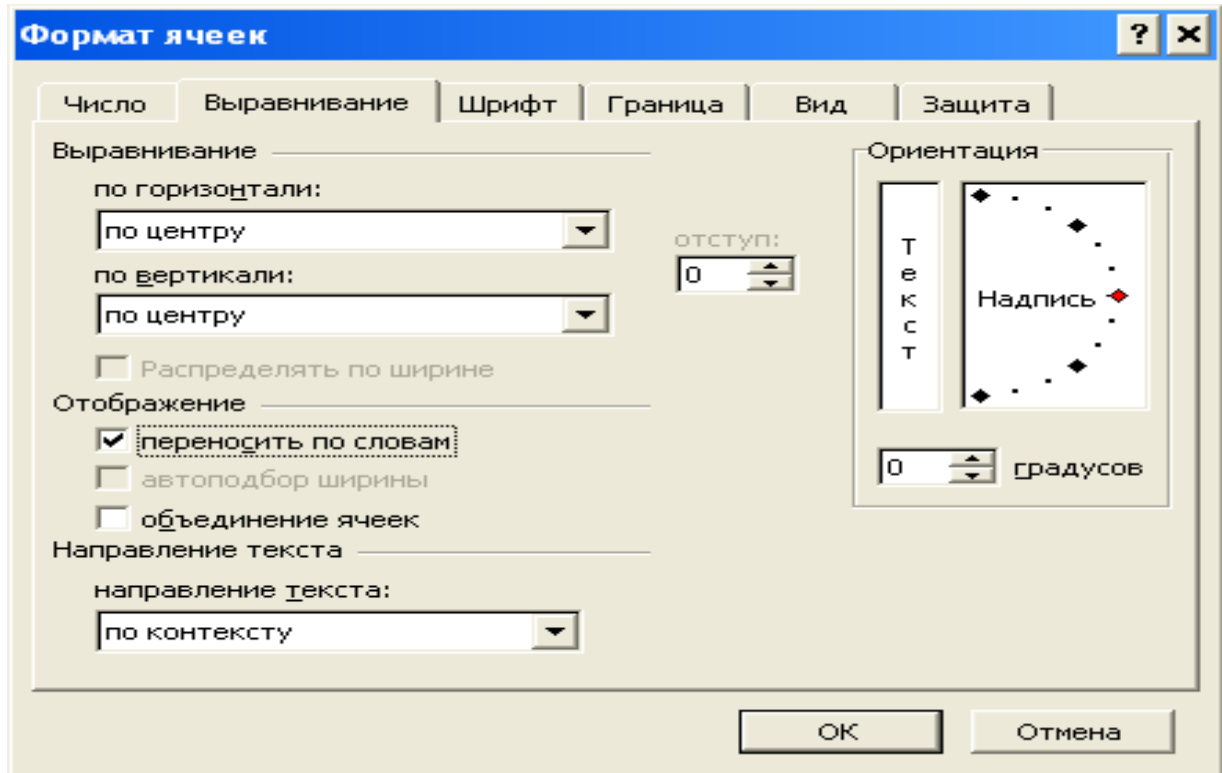 Формат ячеек
Число Выравнивание Шрифт Граница Вид Защита
Выравнивание
по горизонтали:
по центру
отступ:
0
по вертикали:
по центру
Распределять по ширине
Отображение
переносить по словам
автоподбор ширины
объединение ячеек
Направление текста
направление текста:
по контексту
Ориентация
Текст
Надпись
0 градусов
ОК Отмена